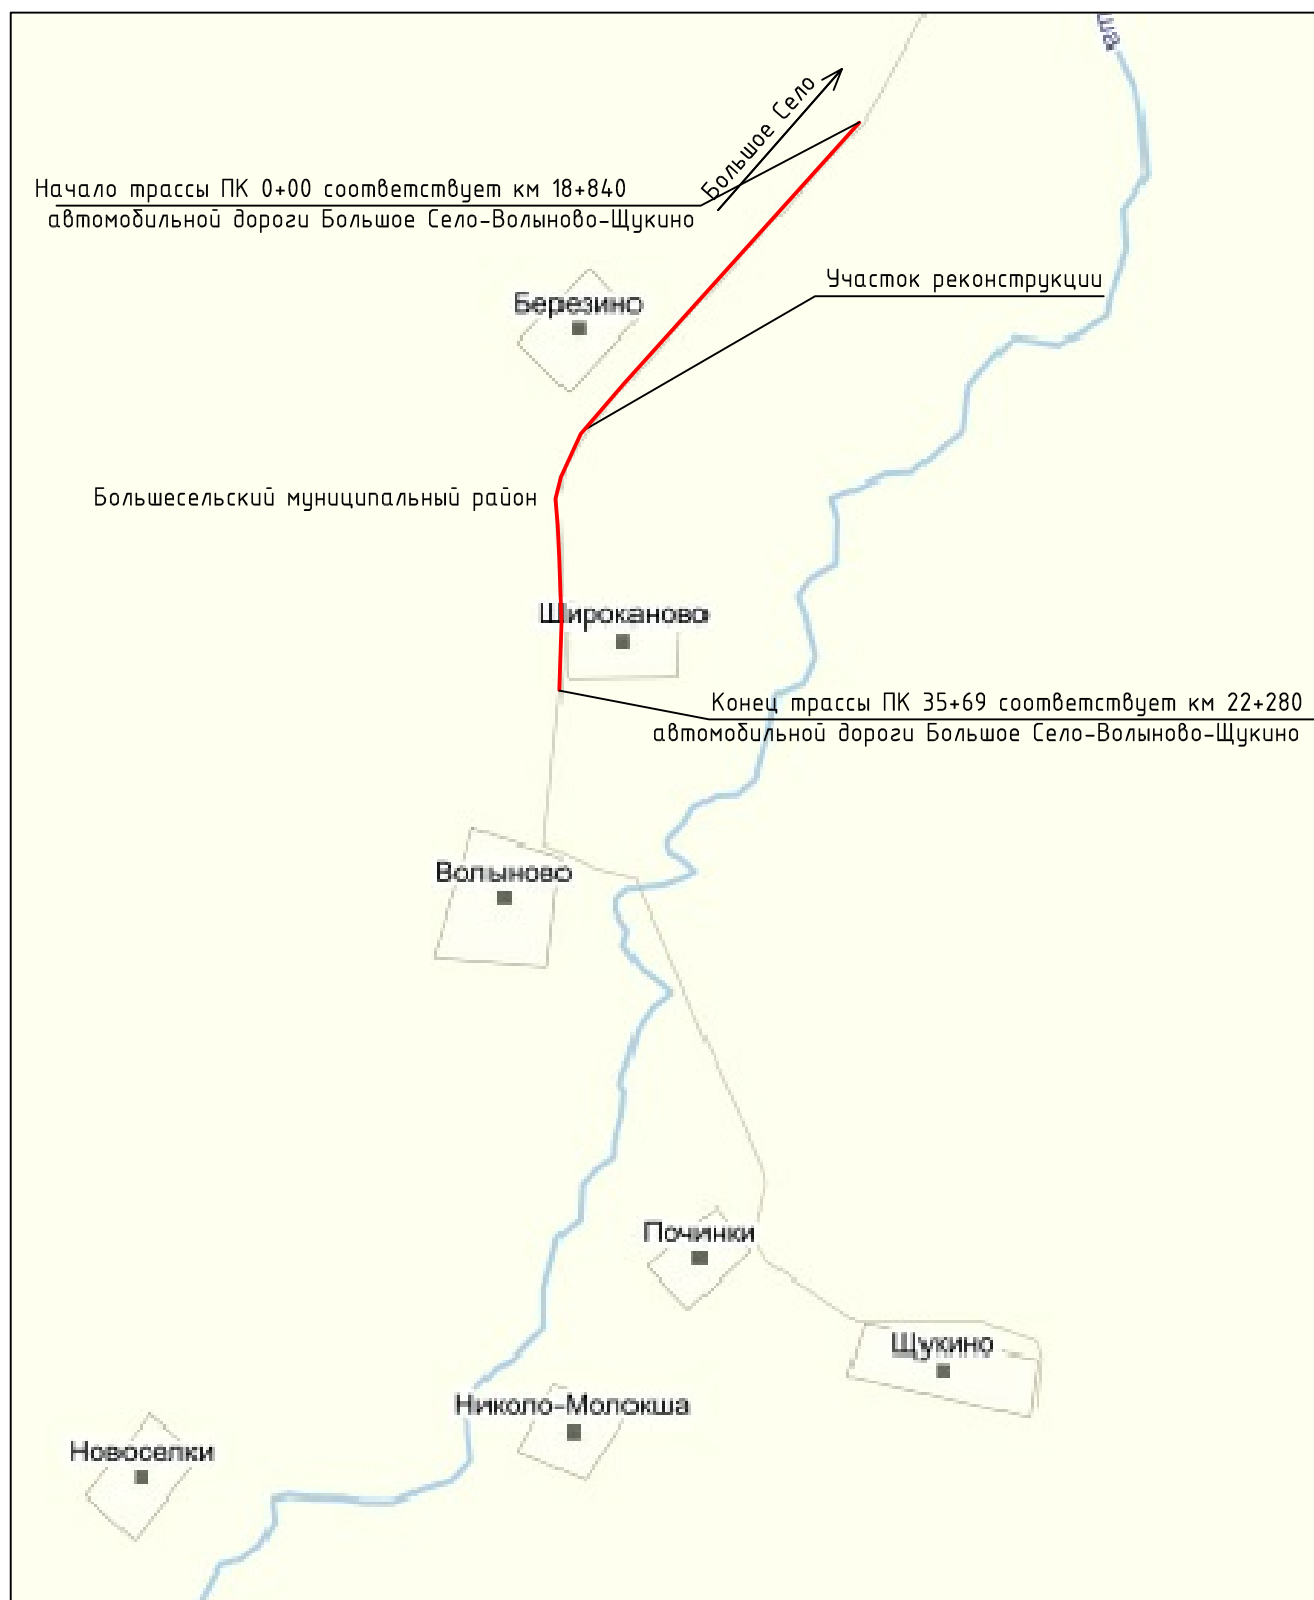 ша
Большое Село
Начало трассы ПК 0+00 соответствует км 18+840
автомобильной дороги Большое Село-Волыново-Щукино
Участок реконструкции
Березино
Большесельский муниципальный район
Широканово
Конец трассы ПК 35+69 соответствует км 22+280
автомобильной дороги Большое Село-Волыново-Щукино
Волыново
Починки
Щукино
Николо-Молокша
Новоселки